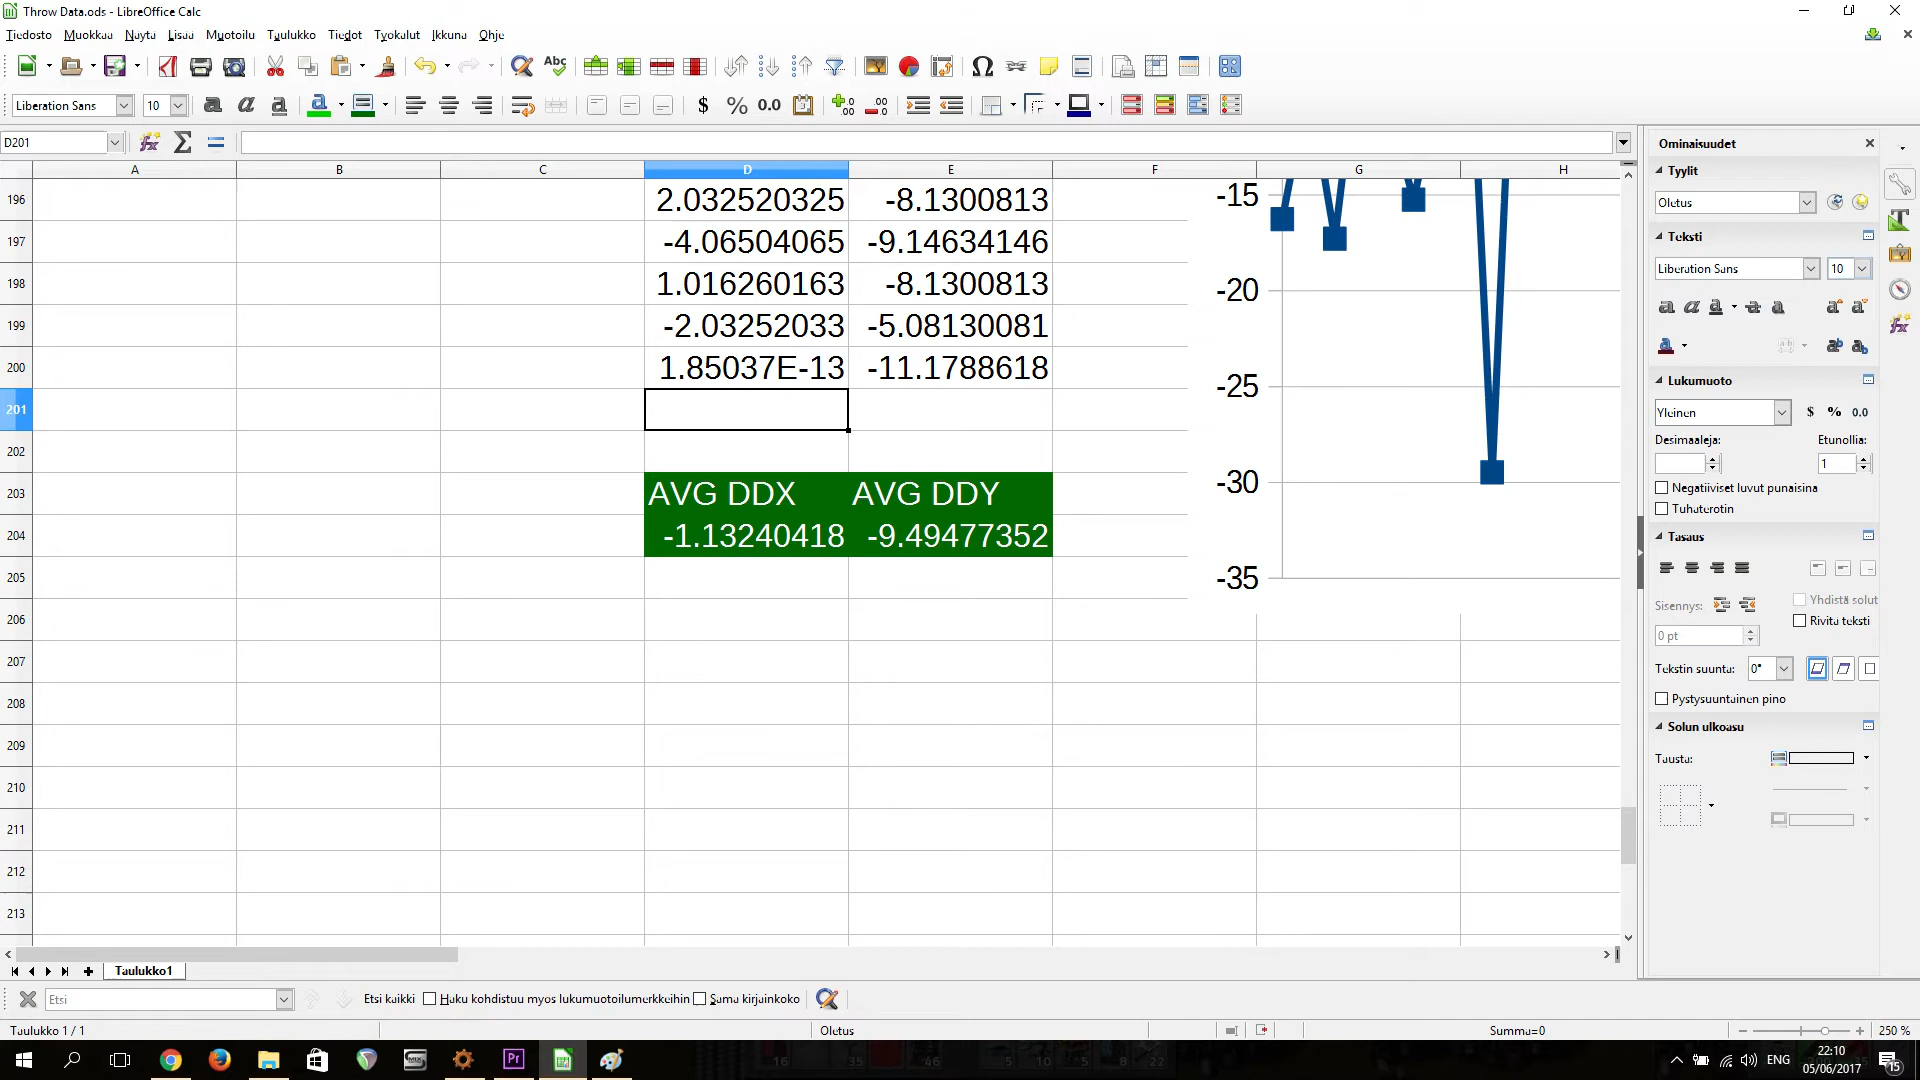 Throw Data.ods - LibreOffice Calc
Tiedosto Muokkaa Näytä Lisää Muotoilu Taulukko Tiedot Työkalut Ikkuna Ohje
Liberation Sans 10
D201
A B C D E F G H
196 2.032520325 -8.1300813
197 -4.06504065 -9.14634146
198 1.016260163 -8.1300813
199 -2.03252033 -5.08130081
200 1.85037E-13 -11.1788618
201
202
203 AVG DDX AVG DDY
204 -1.13240418 -9.49477352
205
206
207
208
209
210
211
212
213
-15
-20
-25
-30
-35
Ominaisuudet
Tyylit
Oletus
Teksti
Liberation Sans 10
Lukumuoto
Yleinen $ % 0.0
Desimaaleja: Etunollia:
1
Negatiiviset luvut punaisina
Tuhaterotin
Tasaus
Sisennys: Yhdistä solut
0 pt Rivitä teksti
Tekstin suunta: 0°
Pystysuuntainen pino
Solun ulkoasu
Tausta:
Taulukko1
Etsi Etsi kaikki Haku kohdistuu myös lukumuotoilumerkkeihin Sama kirjainkoko
Taulukko 1 / 1 Oletus Summa=0 250 %
ENG 22:10
05/06/2017 15